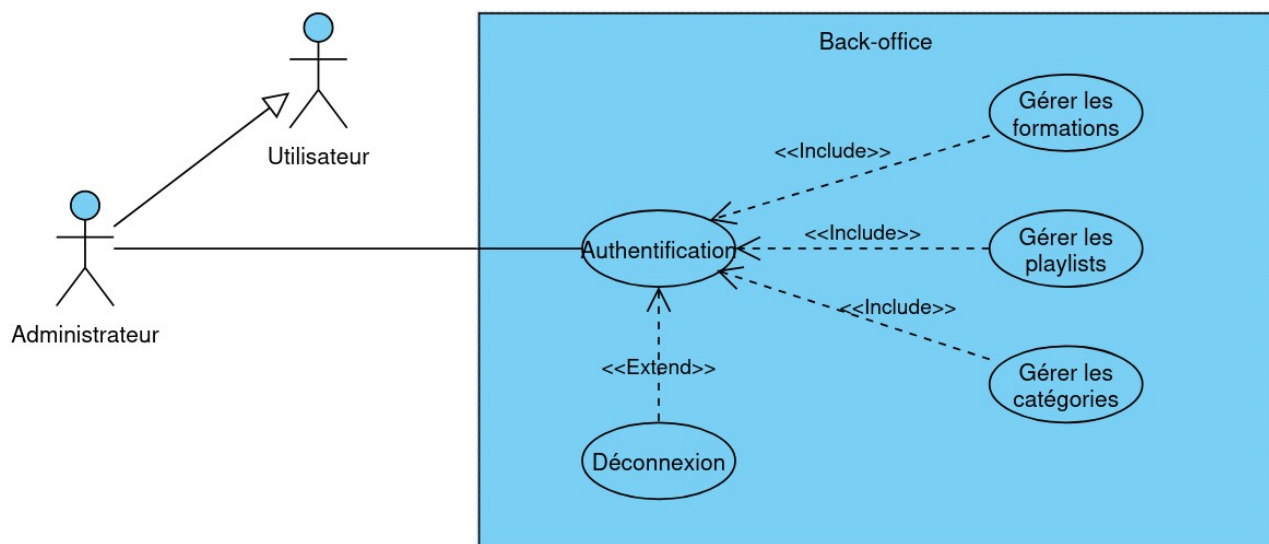 Back-office
Utilisateur
Administrateur
Authentification
Gérer les
formations
<<Include>>
Gérer les
playlists
<<Include>>
Gérer les
catégories
<<Include>>
<<Extend>>
Déconnexion